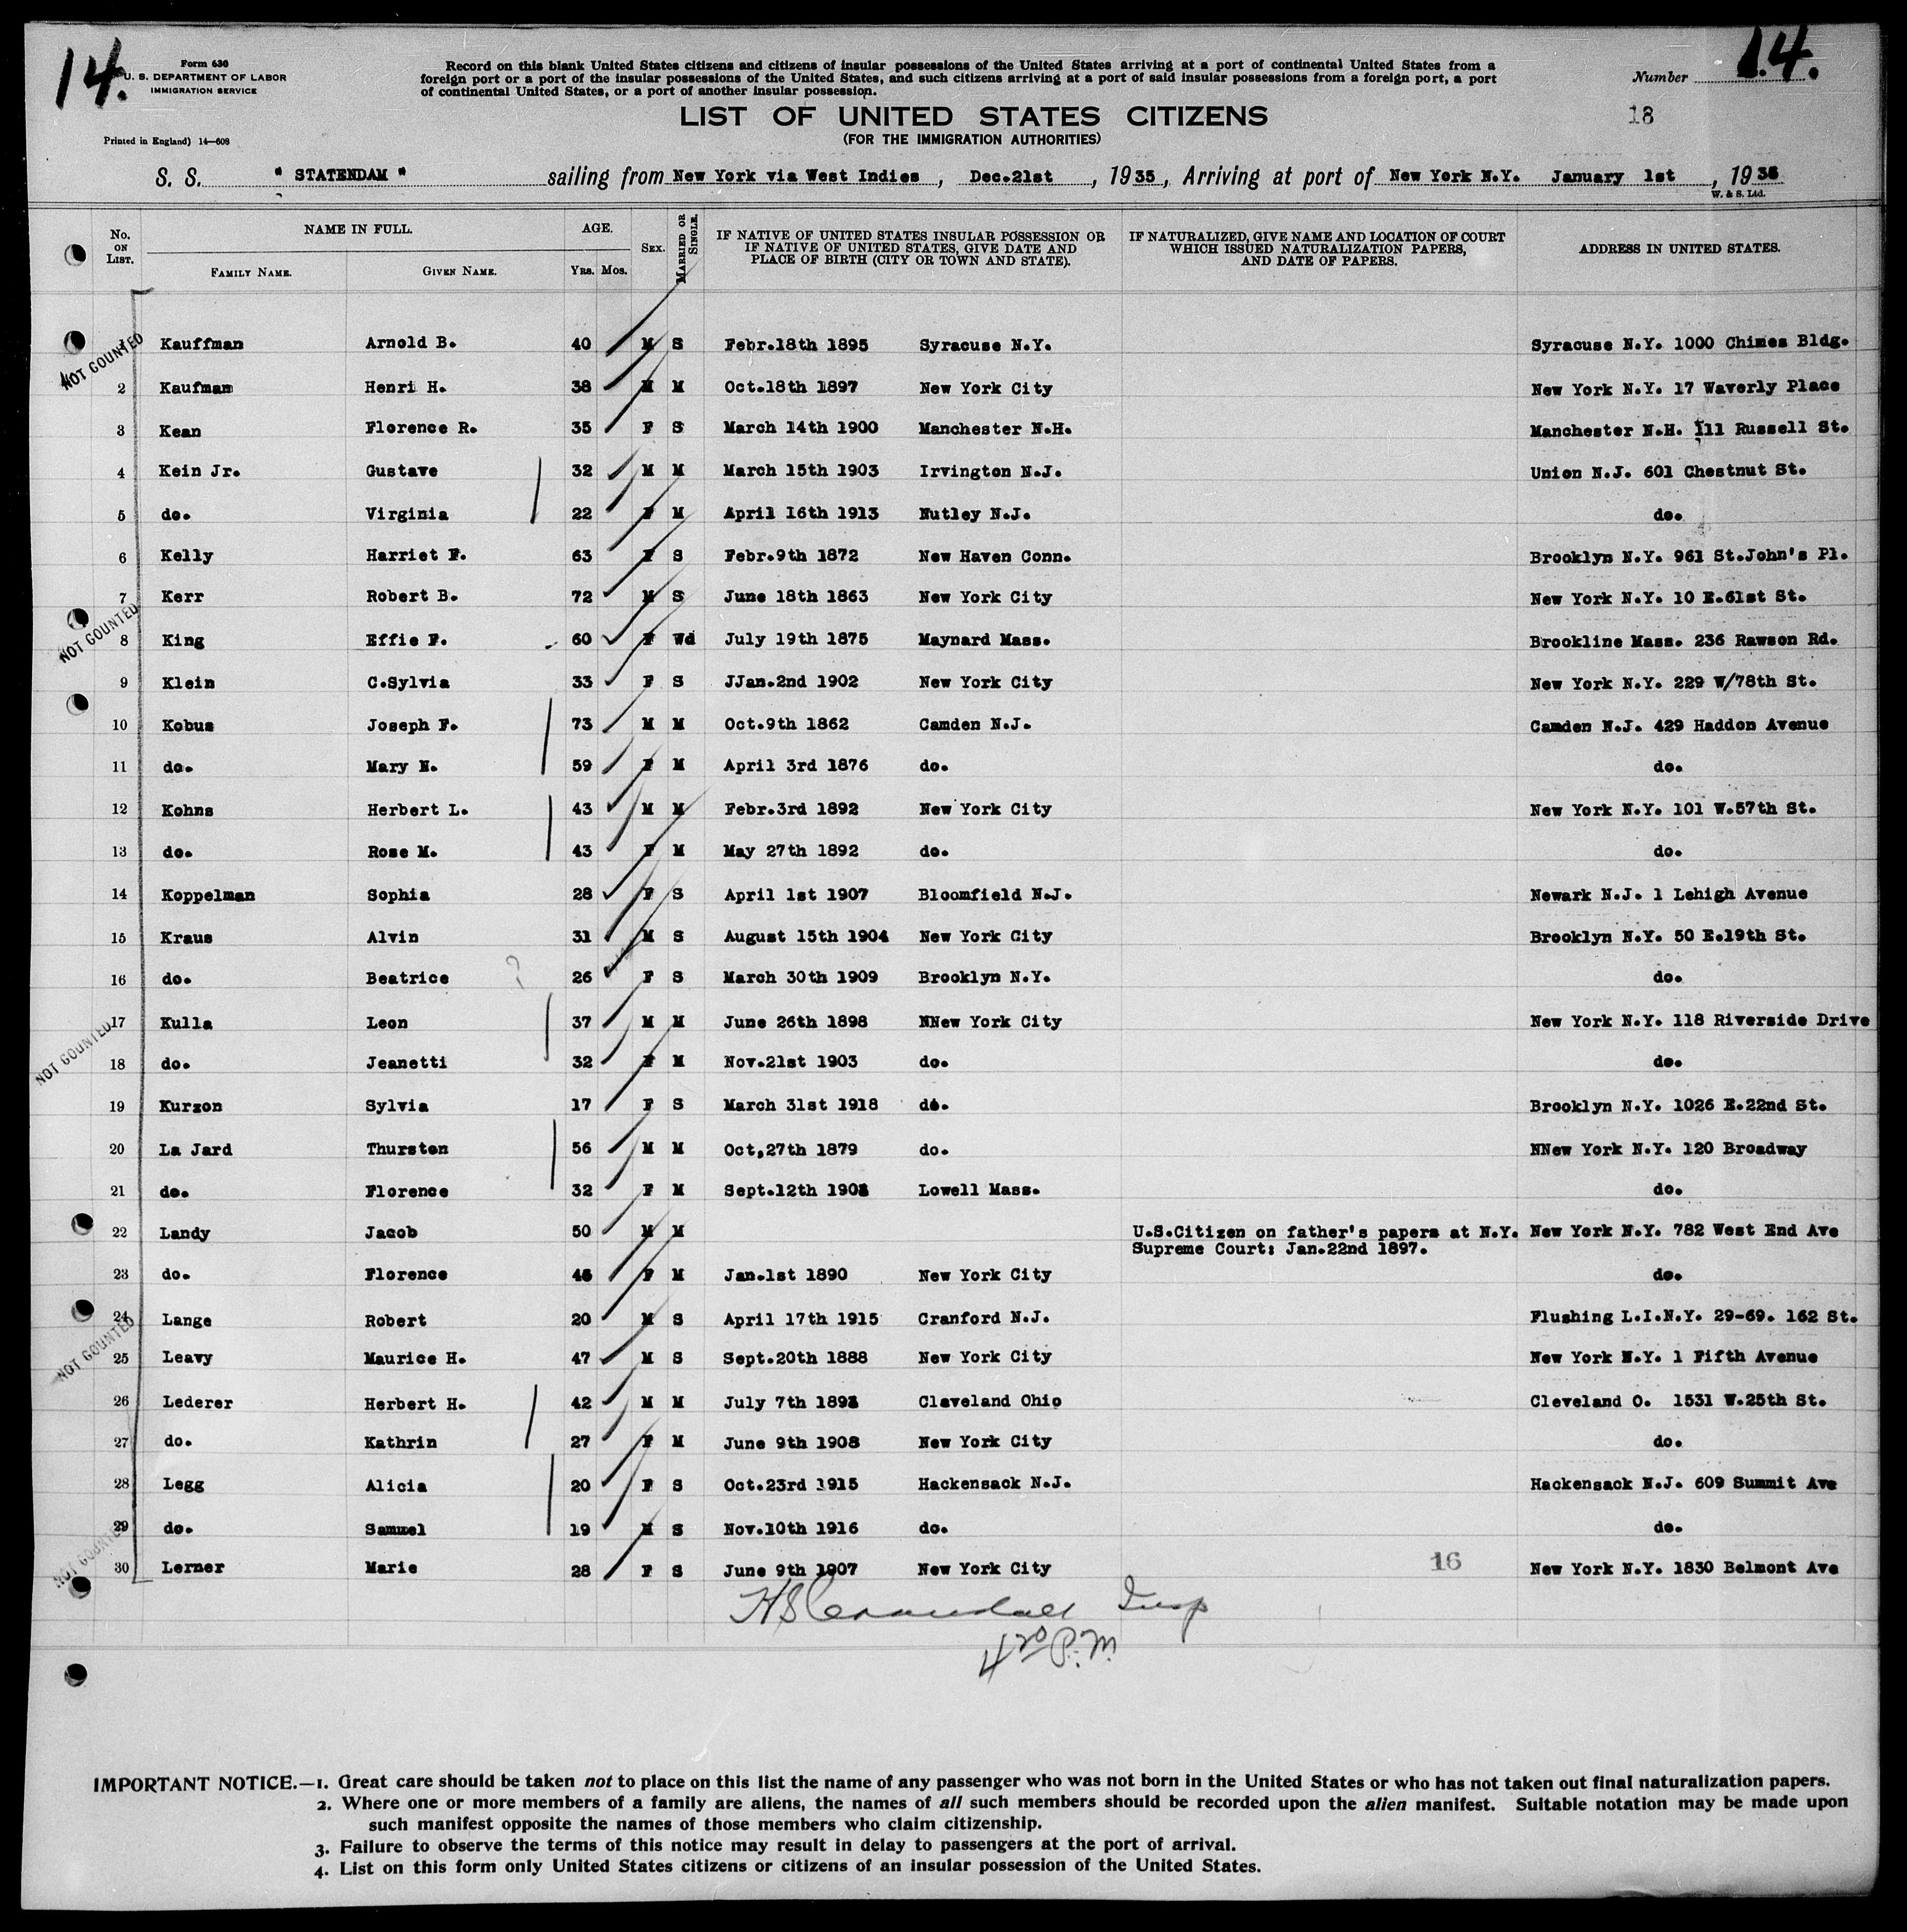 14.
Form 630
U. S. DEPARTMENT OF LABOR
IMMIGRATION SERVICE
Printed in England) 14—608
Record on this blank United States citizens and citizens of insular possessions of the United States arriving at a port of continental United States from a
foreign port or a port of the insular possessions of the United States, and such citizens arriving at a port of said insular possessions from a foreign port, a port
of continental United States, or a port of another insular possession.
Number 14.
18
LIST OF UNITED STATES CITIZENS
(FOR THE IMMIGRATION AUTHORITIES)
S. S. " STATENDAM " sailing from New York via West Indies , Dec.21st , 1935 , Arriving at port of New York N.Y. January 1st , 1936
W. & S. Ltd.
No. ON LIST. NAME IN FULL. FAMILY NAME. GIVEN NAME. AGE. YRS. MOS. SEX. MARRIED OR SINGLE. IF NATIVE OF UNITED STATES INSULAR POSSESSION OR IF NATIVE OF UNITED STATES, GIVE DATE AND PLACE OF BIRTH (CITY OR TOWN AND STATE). IF NATURALIZED, GIVE NAME AND LOCATION OF COURT WHICH ISSUED NATURALIZATION PAPERS, AND DATE OF PAPERS. ADDRESS IN UNITED STATES.
NOT COUNTED
1 Kauffman Arnold B. 40 M S Febr.18th 1895 Syracuse N.Y. Syracuse N.Y. 1000 Chimes Bldg.
2 Kaufman Henri H. 38 M M Oct.18th 1897 New York City New York N.Y. 17 Waverly Place
3 Kean Florence R. 35 F S March 14th 1900 Manchester N.H. Manchester N.H. 111 Russell St.
4 Kein Jr. Gustave 32 M M March 15th 1903 Irvington N.J. Union N.J. 601 Chestnut St.
5 do. Virginia 22 F M April 16th 1913 Nutley N.J. do.
6 Kelly Harriet F. 63 F S Febr.9th 1872 New Haven Conn. Brooklyn N.Y. 961 St.John's Pl.
7 Kerr Robert B. 72 M S June 18th 1863 New York City New York N.Y. 10 E.61st St.
NOT COUNTED
8 King Effie F. 60 F Wd July 19th 1875 Maynard Mass. Brookline Mass. 236 Rawson Rd.
9 Klein C.Sylvia 33 F S JJan.2nd 1902 New York City New York N.Y. 229 W/78th St.
10 Kobus Joseph F. 73 M M Oct.9th 1862 Camden N.J. Camden N.J. 429 Haddon Avenue
11 do. Mary N. 59 F M April 3rd 1876 do. do.
12 Kohns Herbert L. 43 M M Febr.3rd 1892 New York City New York N.Y. 101 W.57th St.
13 do. Rose M. 43 F M May 27th 1892 do. do.
14 Koppelman Sophia 28 F S April 1st 1907 Bloomfield N.J. Newark N.J. 1 Lehigh Avenue
15 Kraus Alvin 31 M S August 15th 1904 New York City Brooklyn N.Y. 50 E.19th St.
16 do. Beatrice ? 26 F S March 30th 1909 Brooklyn N.Y. do.
17 Kulla Leon 37 M M June 26th 1898 NNew York City New York N.Y. 118 Riverside Drive
NOT COUNTED
18 do. Jeanetti 32 F M Nov.21st 1903 do. do.
19 Kurzon Sylvia 17 F S March 31st 1918 do. Brooklyn N.Y. 1026 E.22nd St.
20 La Jard Thurston 56 M M Oct,27th 1879 do. NNew York N.Y. 120 Broadway
21 do. Florence 32 F M Sept.12th 1903 Lowell Mass. do.
22 Landy Jacob 50 M M U.S.Citizen on father's papers at N.Y. New York N.Y. 782 West End Ave
Supreme Court: Jan.22nd 1897.
23 do. Florence 45 F M Jan.1st 1890 New York City do.
24 Lange Robert 20 M S April 17th 1915 Cranford N.J. Flushing L.I.N.Y. 29-69. 162 St.
NOT COUNTED
25 Leavy Maurice H. 47 M S Sept.20th 1888 New York City New York N.Y. 1 Fifth Avenue
26 Lederer Herbert H. 42 M M July 7th 1893 Cleveland Ohio Cleveland O. 1531 W.25th St.
27 do. Kathrin 27 F M June 9th 1908 New York City do.
28 Legg Alicia 20 F S Oct.23rd 1915 Hackensack N.J. Hackensack N.J. 609 Summit Ave
29 do. Samuel 19 M S Nov.10th 1916 do. do.
NOT COUNTED
30 Lerner Marie 28 F S June 9th 1907 New York City 16 New York N.Y. 1830 Belmont Ave
HS Crandall Insp
4 20 P.M.
IMPORTANT NOTICE.—1. Great care should be taken not to place on this list the name of any passenger who was not born in the United States or who has not taken out final naturalization papers.
2. Where one or more members of a family are aliens, the names of all such members should be recorded upon the alien manifest. Suitable notation may be made upon
such manifest opposite the names of those members who claim citizenship.
3. Failure to observe the terms of this notice may result in delay to passengers at the port of arrival.
4. List on this form only United States citizens or citizens of an insular possession of the United States.